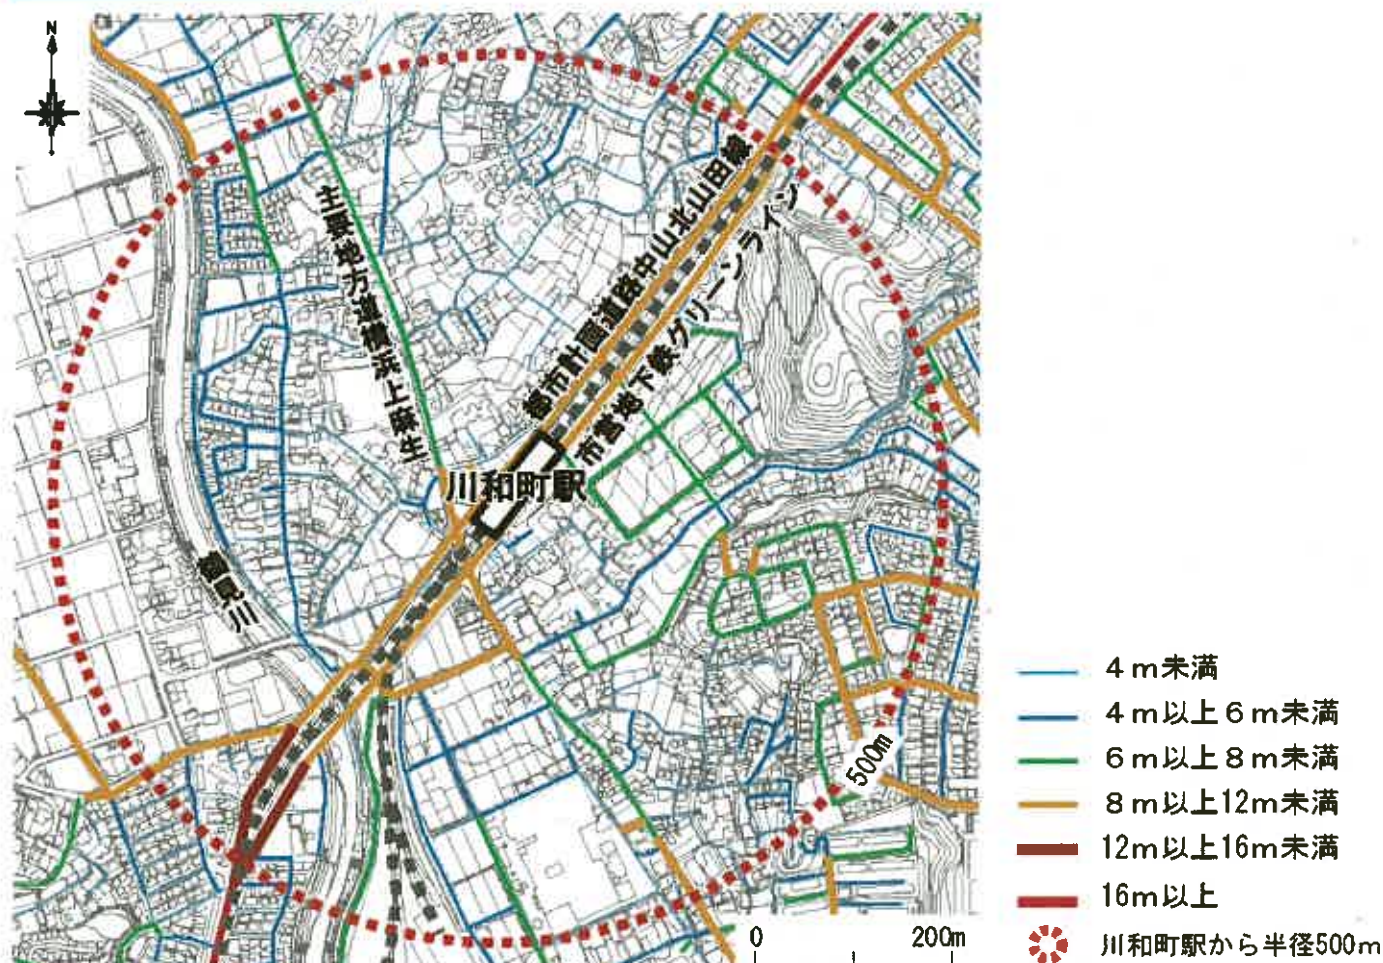 N
主要地方道横浜上麻生
都市計画道路中山北山田線
市営地下鉄グリーンライン
川和町駅
鶴見川
500m
4m未満
4m以上6m未満
6m以上8m未満
8m以上12m未満
12m以上16m未満
16m以上
0 200m
川和町駅から半径500m